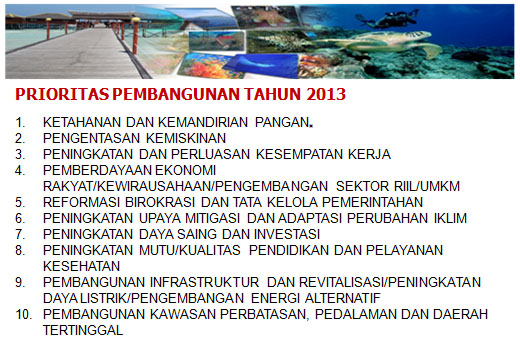 PRIORITAS PEMBANGUNAN TAHUN 2013
1. KETAHANAN DAN KEMANDIRIAN PANGAN.
2. PENGENTASAN KEMISKINAN
3. PENINGKATAN DAN PERLUASAN KESEMPATAN KERJA
4. PEMBERDAYAAN EKONOMI
RAKYAT/KEWIRAUSAHAAN/PENGEMBANGAN SEKTOR RIIL/UMKM
5. REFORMASI BIROKRASI DAN TATA KELOLA PEMERINTAHAN
6. PENINGKATAN UPAYA MITIGASI DAN ADAPTASI PERUBAHAN IKLIM
7. PENINGKATAN DAYA SAING DAN INVESTASI
8. PENINGKATAN MUTU/KUALITAS PENDIDIKAN DAN PELAYANAN
KESEHATAN
9. PEMBANGUNAN INFRASTRUKTUR DAN REVITALISASI/PENINGKATAN
DAYA LISTRIK/PENGEMBANGAN ENERGI ALTERNATIF
10. PEMBANGUNAN KAWASAN PERBATASAN, PEDALAMAN DAN DAERAH
TERTINGGAL